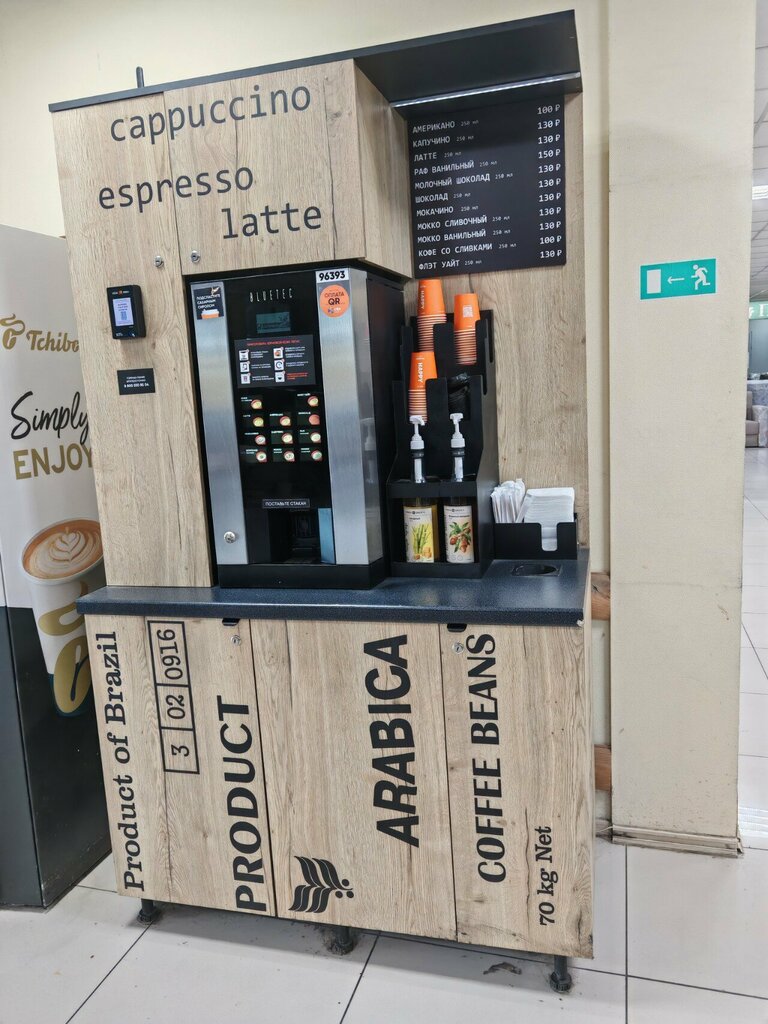 cappuccino
espresso
latte
АМЕРИКАНО 250 мл 100 ₽
КАПУЧИНО 250 мл 130 ₽
ЛАТТЕ 250 мл 130 ₽
РАФ ВАНИЛЬНЫЙ 250 мл 150 ₽
МОЛОЧНЫЙ ШОКОЛАД 250 мл 130 ₽
ШОКОЛАД 250 мл 130 ₽
МОКАЧИНО 250 мл 130 ₽
МОККО СЛИВОЧНЫЙ 250 мл 130 ₽
МОККО ВАНИЛЬНЫЙ 250 мл 130 ₽
КОФЕ СО СЛИВКАМИ 250 мл 100 ₽
ФЛЭТ УАЙТ 250 мл 130 ₽
BLUETEC
96393
ОПЛАТА
QR
ПОСТАВЬТЕ СТАКАН
Tchibo
Simply
ENJOY
Product of Brazil
3 02 0916
PRODUCT
ARABICA
COFFEE BEANS
70 kg Net